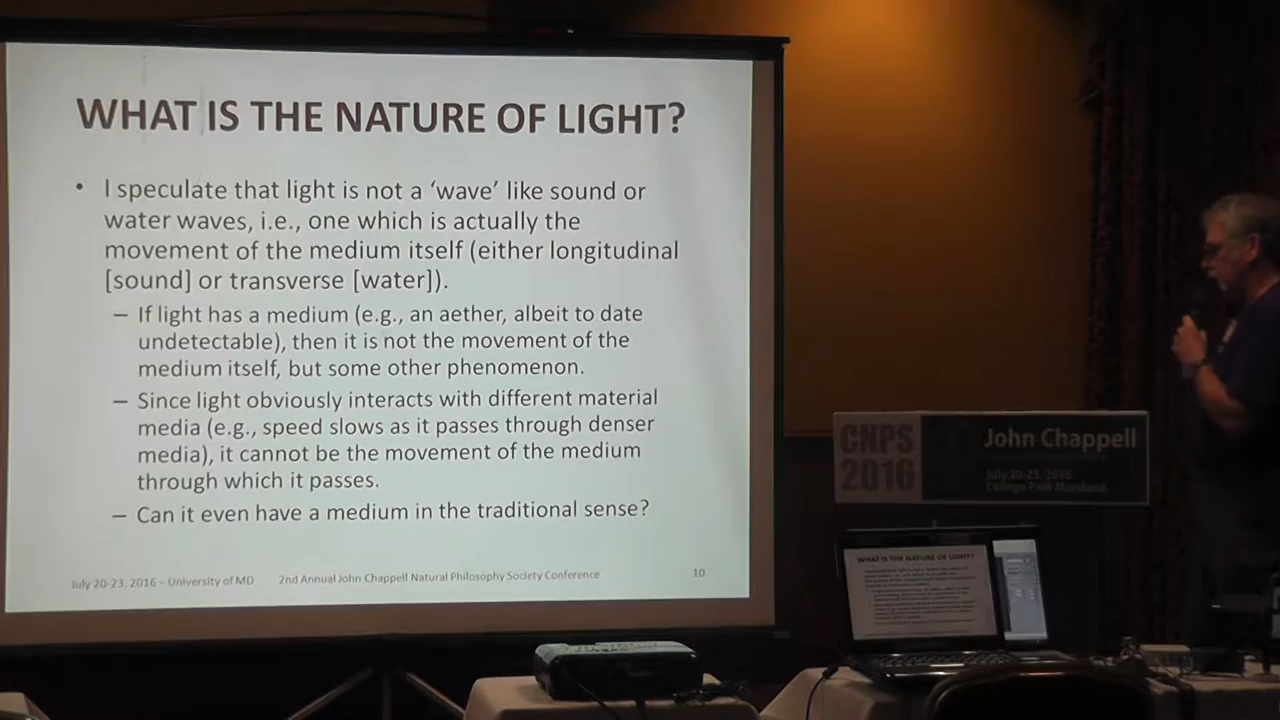 WHAT IS THE NATURE OF LIGHT?
• I speculate that light is not a ‘wave’ like sound or
water waves, i.e., one which is actually the
movement of the medium itself (either longitudinal
[sound] or transverse [water]).
– If light has a medium (e.g., an aether, albeit to date
undetectable), then it is not the movement of the
medium itself, but some other phenomenon.
– Since light obviously interacts with different material
media (e.g., speed slows as it passes through denser
media), it cannot be the movement of the medium
through which it passes.
– Can it even have a medium in the traditional sense?
July 20-23, 2016 – University of MD 2nd Annual John Chappell Natural Philosophy Society Conference 10
CNPS
2016
John Chappell
July 20-23, 2016
College Park Maryland
WHAT IS THE NATURE OF LIGHT?